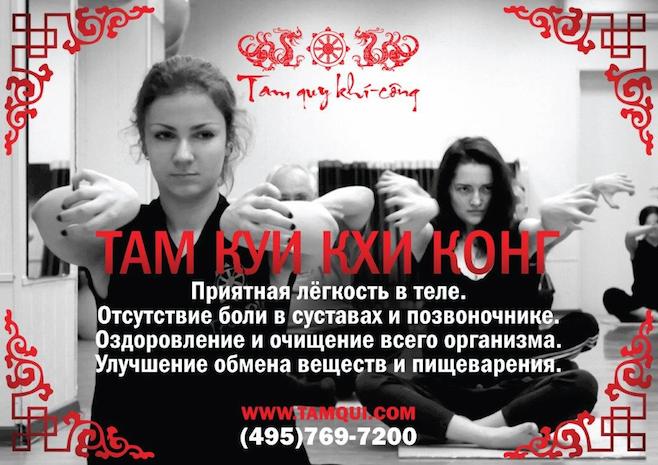 Tam quy khí-công
ТАМ КУИ КХИ КОНГ
Приятная лёгкость в теле.
Отсутствие боли в суставах и позвоночнике.
Оздоровление и очищение всего организма.
Улучшение обмена веществ и пищеварения.
WWW.TAMQUI.COM
(495)769-7200